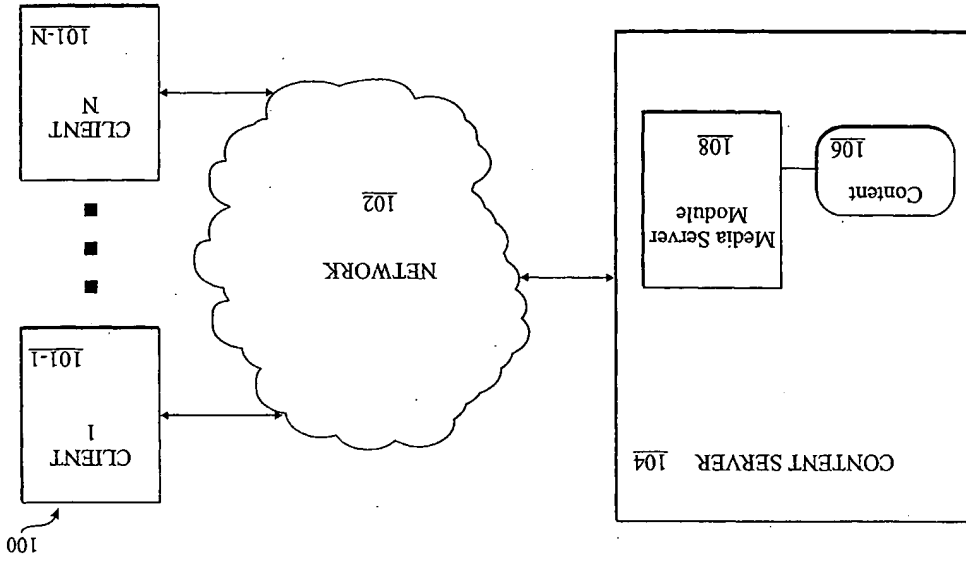 100
CONTENT SERVER 104
CLIENT
1
101-1
NETWORK
102
Media Server
Module
108
Content
106
CLIENT
N
101-N